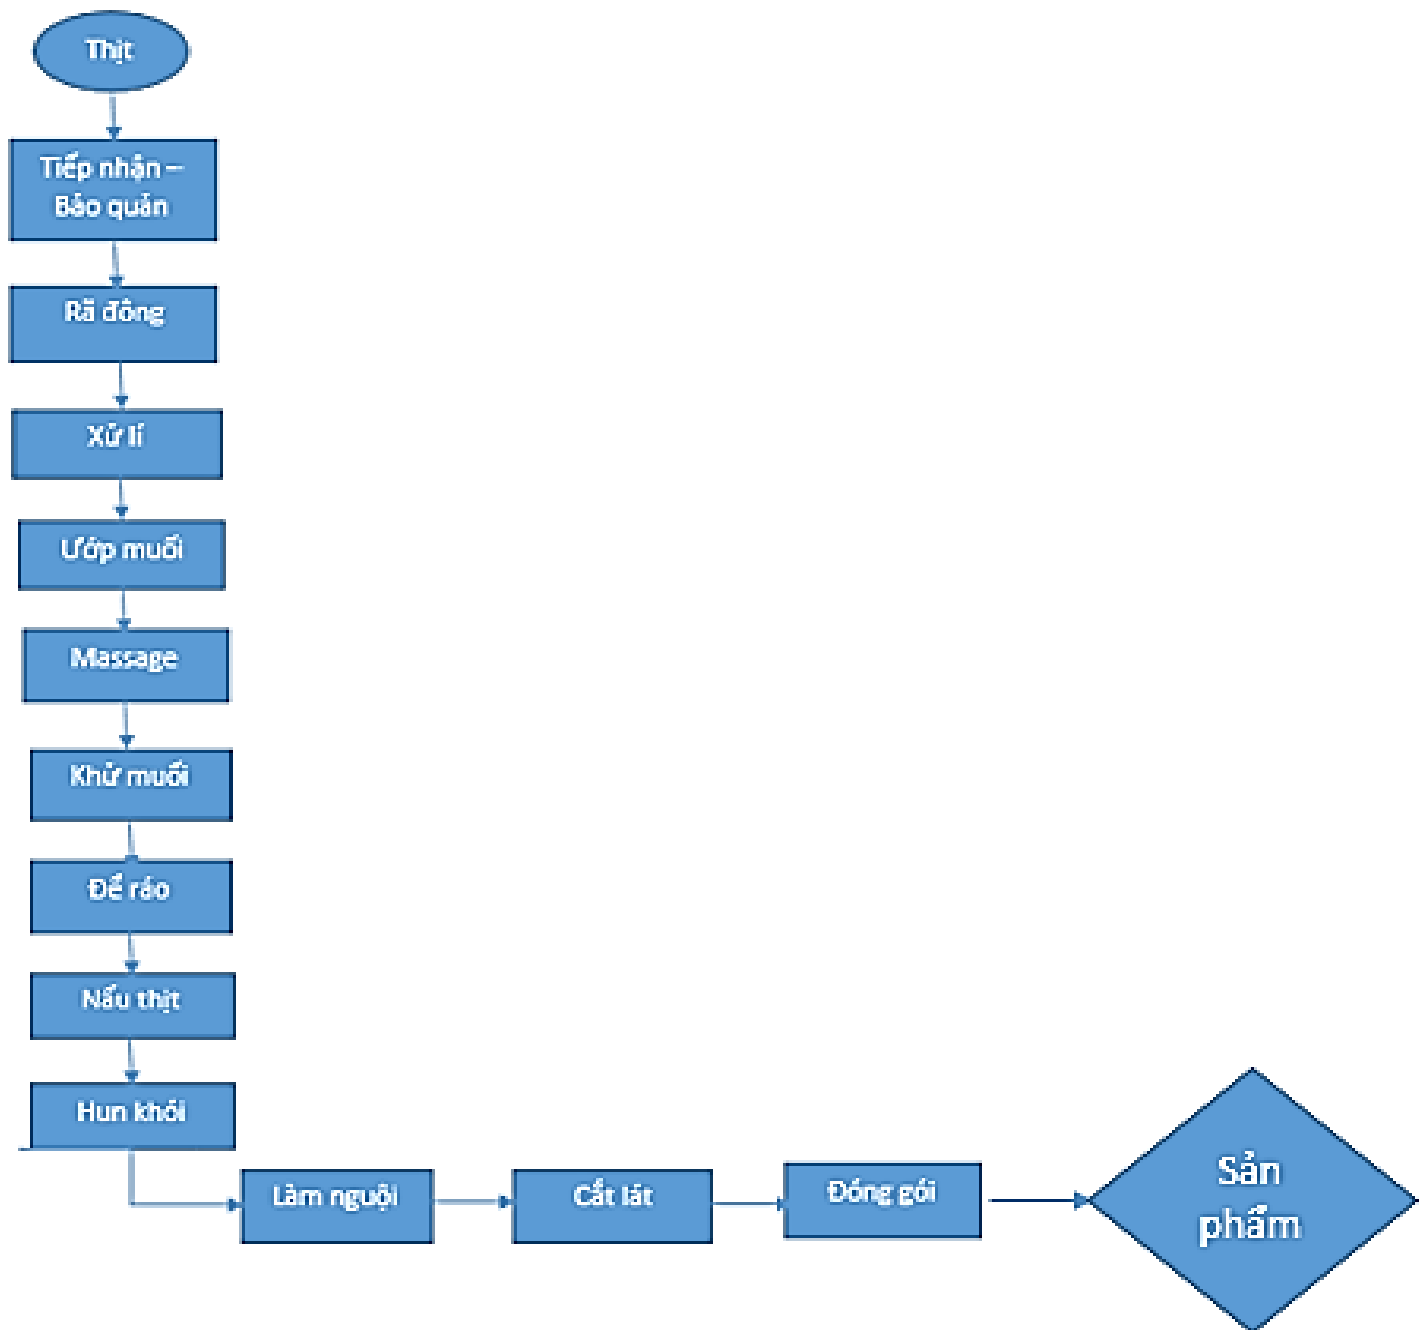 Thịt
Tiếp nhận –
Bảo quản
Rã đông
Xử lí
Ướp muối
Massage
Khử muối
Để ráo
Nấu thịt
Hun khói
Làm nguội
Cắt lát
Đóng gói
Sản
phẩm